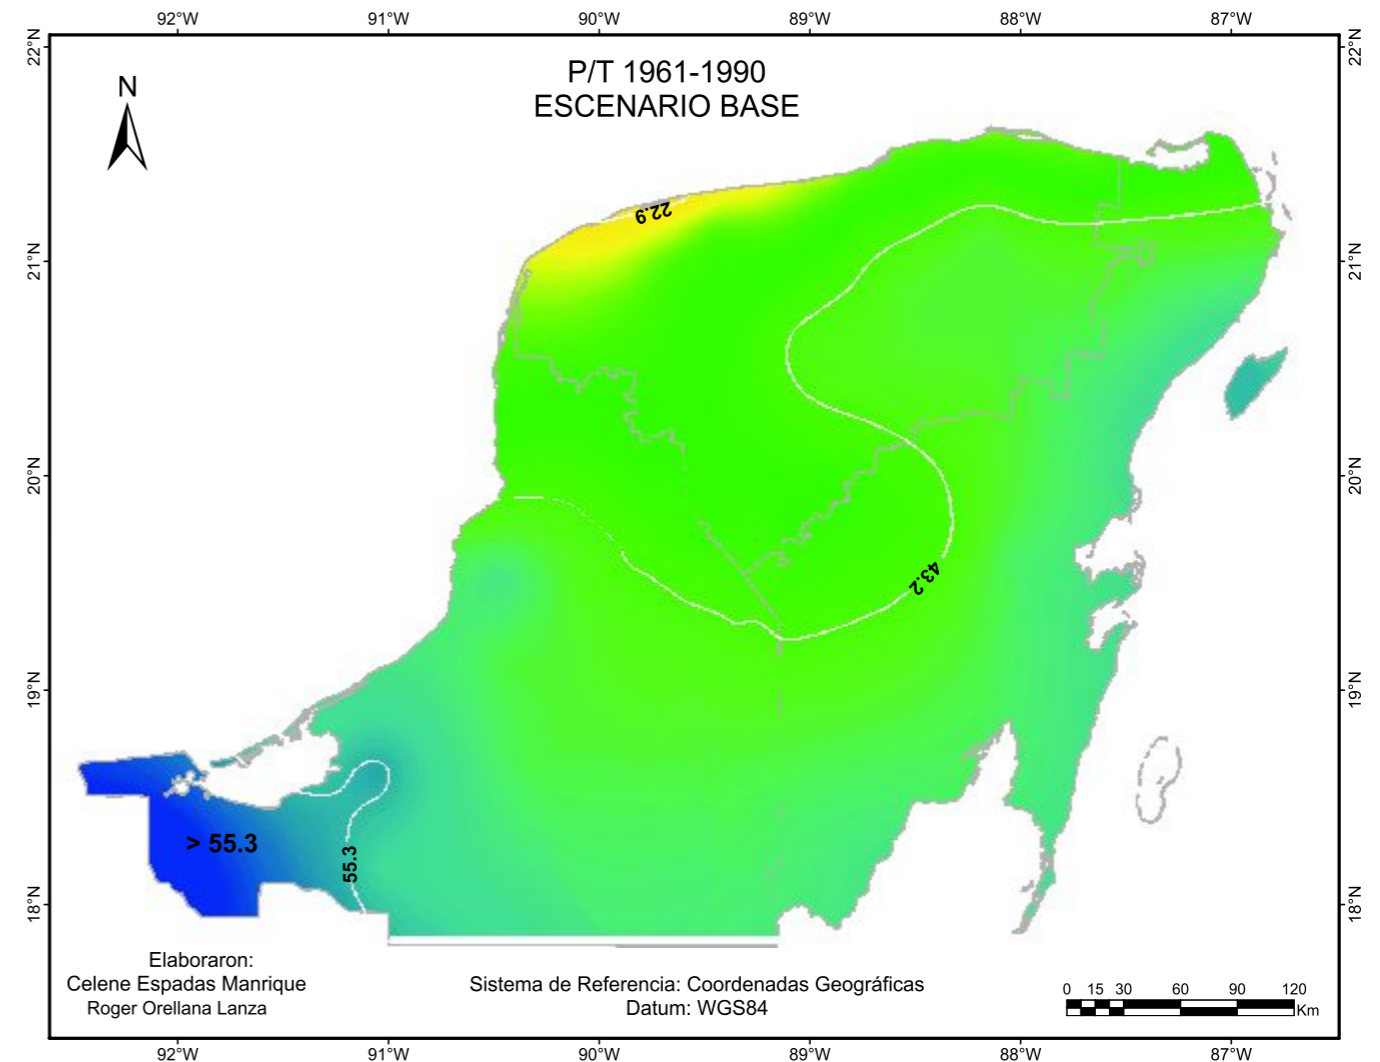 92°W 91°W 90°W 89°W 88°W 87°W
22°N 22°N
P/T 1961-1990
ESCENARIO BASE
N
22.9
21°N 21°N
20°N 20°N
43.2
19°N 19°N
> 55.3
55.3
18°N 18°N
Elaboraron:
Celene Espadas Manrique
Roger Orellana Lanza
Sistema de Referencia: Coordenadas Geográficas
Datum: WGS84
0 15 30 60 90 120
Km
92°W 91°W 90°W 89°W 88°W 87°W